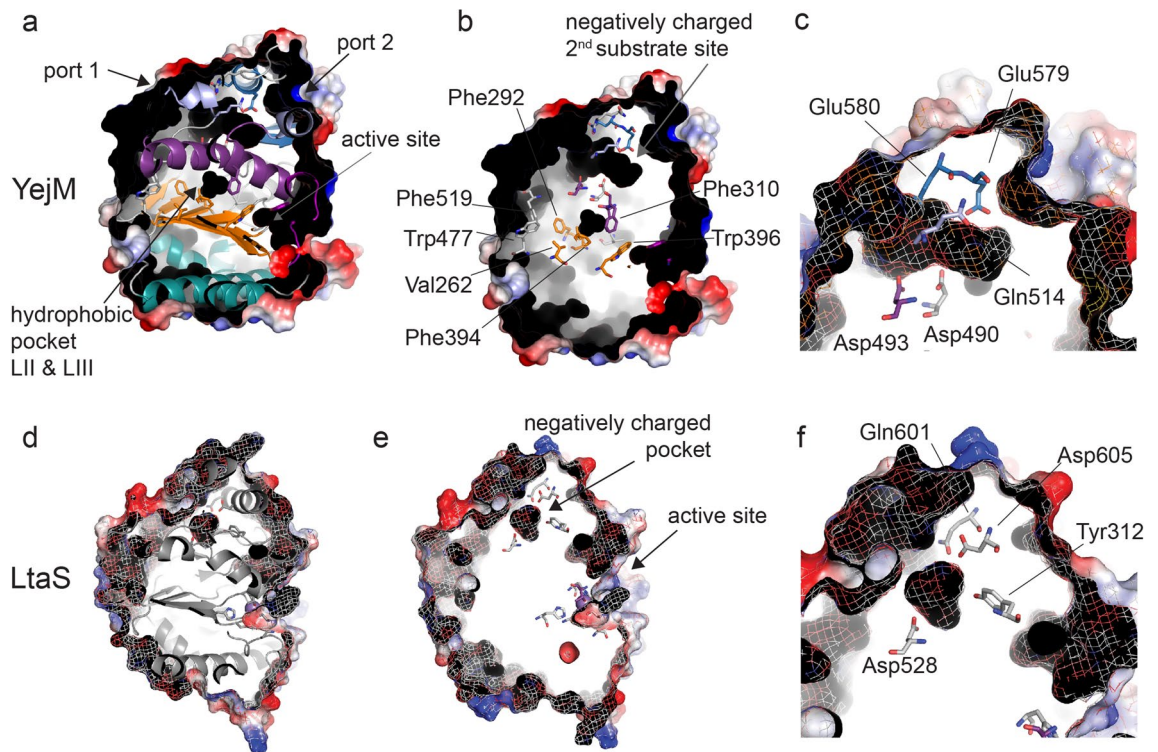 a
port 1
port 2
active site
YejM
hydrophobic
pocket
LII & LIII
b
negatively charged
2nd substrate site
Phe292
Phe519
Trp477
Val262
Phe394
Phe310
Trp396
c
Glu579
Glu580
Gln514
Asp493
Asp490
d
LtaS
e
negatively charged
pocket
active site
f
Gln601
Asp605
Tyr312
Asp528